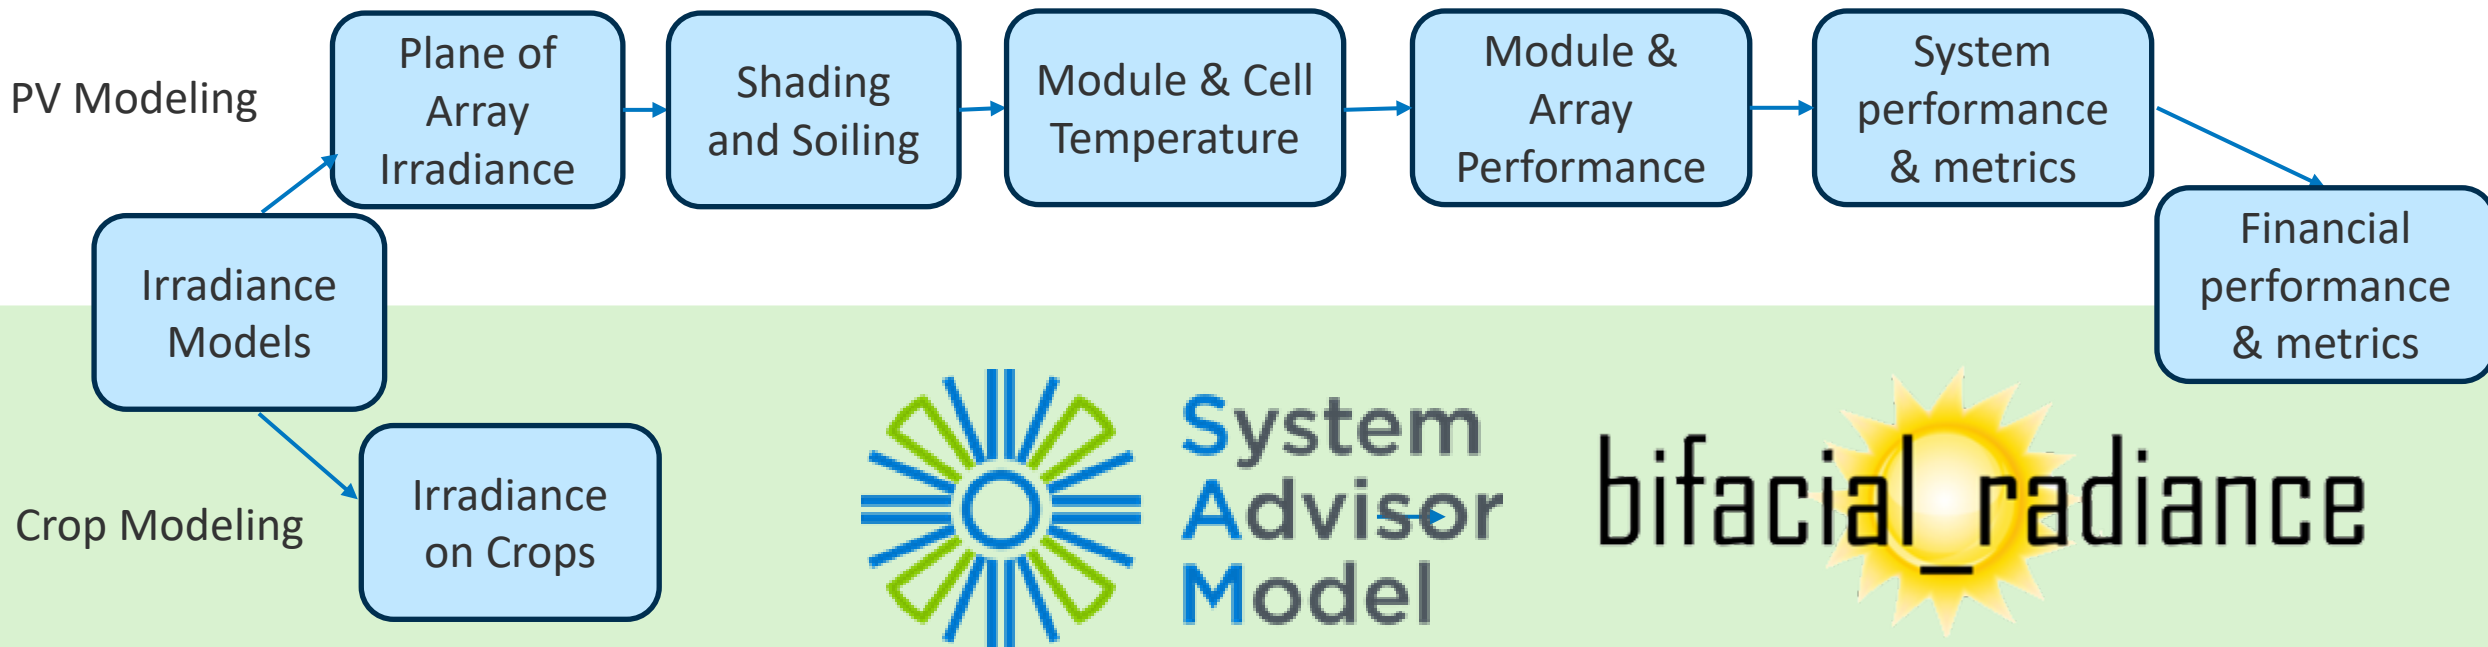 PV Modeling
Plane of
Array
Irradiance
Shading
and Soiling
Module & Cell
Temperature
Module &
Array
Performance
System
performance
& metrics
Financial
performance
& metrics
Irradiance
Models
Crop Modeling
Irradiance
on Crops
System
Advisor
Model
bifacial_radiance